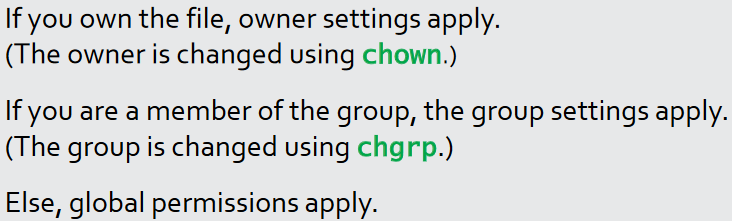 If you own the file, owner settings apply.
(The owner is changed using chown.)
If you are a member of the group, the group settings apply.
(The group is changed using chgrp.)
Else, global permissions apply.